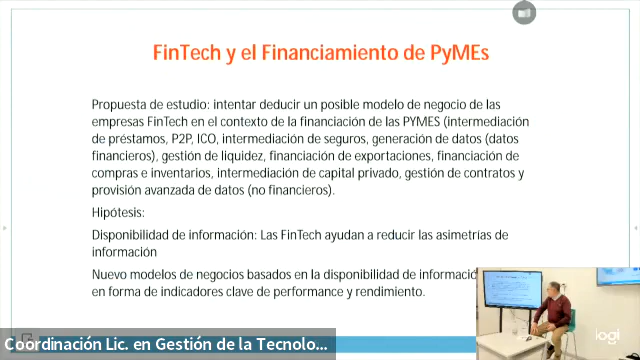 FinTech y el Financiamiento de PyMEs
Propuesta de estudio: intentar deducir un posible modelo de negocio de las
empresas FinTech en el contexto de la financiación de las PYMES (intermediación
de préstamos, P2P, ICO, intermediación de seguros, generación de datos (datos
financieros), gestión de liquidez, financiación de exportaciones, financiación de
compras e inventarios, intermediación de capital privado, gestión de contratos y
provisión avanzada de datos (no financieros).
Hipótesis:
Disponibilidad de información: Las FinTech ayudan a reducir las asimetrías de
información
Nuevo modelos de negocios basados en la disponibilidad de informació
en forma de indicadores clave de performance y rendimiento.
logi
Coordinación Lic. en Gestión de la Tecnolo...